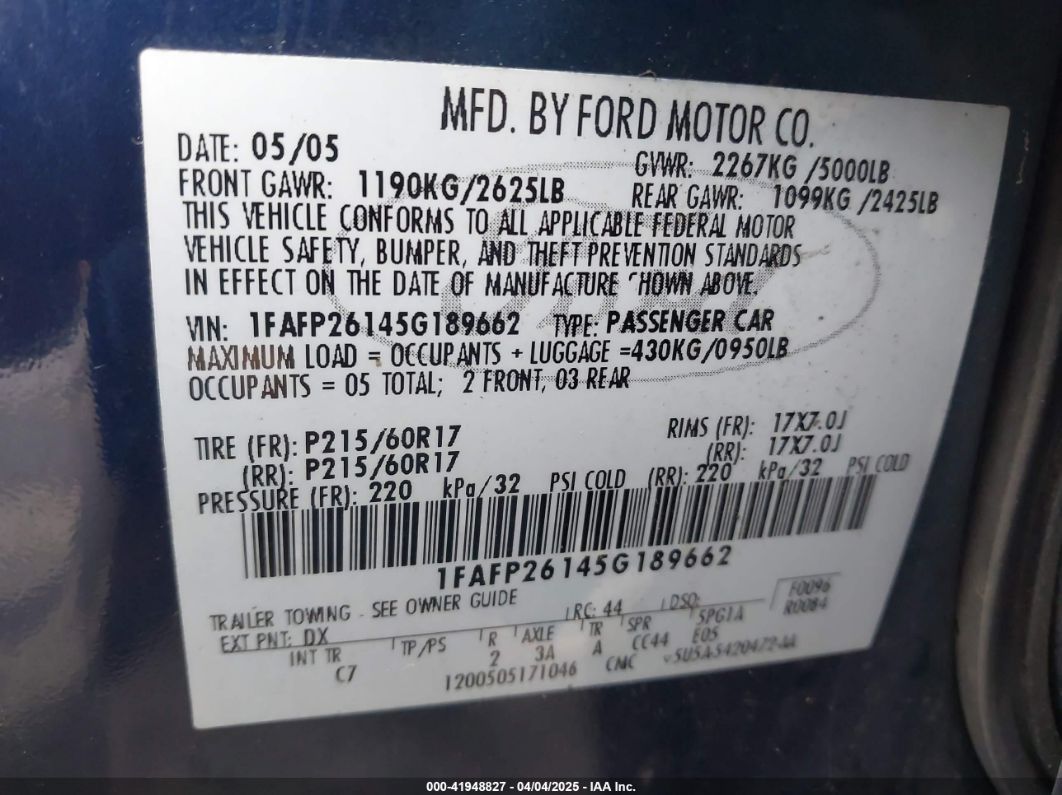 MFD. BY FORD MOTOR CO.
DATE: 05/05 GVWR: 2267KG /5000LB
FRONT GAWR: 1190KG/2625LB REAR GAWR: 1099KG /2425LB
THIS VEHICLE CONFORMS TO ALL APPLICABLE FEDERAL MOTOR
VEHICLE SAFETY, BUMPER, AND THEFT PREVENTION STANDARDS
IN EFFECT ON THE DATE OF MANUFACTURE HOWN ABOVE.
VIN: 1FAFP26145G189662 TYPE: PASSENGER CAR
MAXIMUM LOAD = OCCUPANTS + LUGGAGE =430KG/0950LB
OCCUPANTS = 05 TOTAL; 2 FRONT, 03 REAR
TIRE (FR): P215/60R17 RIMS (FR): 17X7.0J
(RR): P215/60R17 (RR): 17X7.0J
PRESSURE (FR): 220 kPa/32 PSI COLD (RR): 220 kPa/32 PSI COLD
1FAFP26145G189662
TRAILER TOWING - SEE OWNER GUIDE
F0096
R0084
EXT PNT: DX RC: 44 DSO:
INT TR TP/PS R AXLE TR SPR 5PG1A
C7 2 3A A CC44 E05
1200505171046 CMC 5U5A-5420472-AA
000-41948827 - 04/04/2025 - IAA Inc.